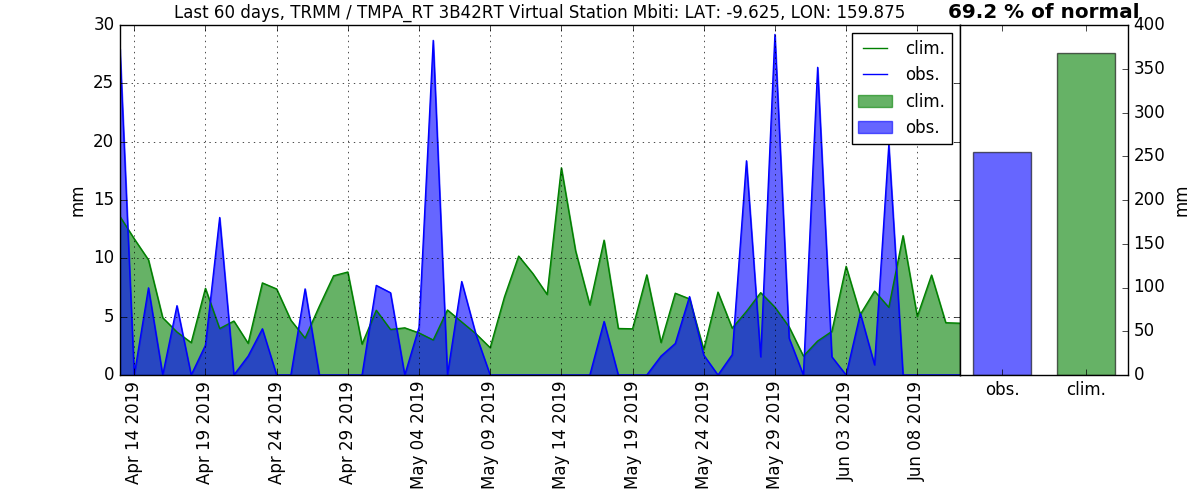 Last 60 days, TRMM / TMPA_RT 3B42RT Virtual Station Mbiti: LAT: -9.625, LON: 159.875
69.2 % of normal
30
25
20
15
10
5
0
mm
clim.
obs.
clim.
obs.
400
350
300
250
200
150
100
50
0
mm
obs.
clim.
Apr 14 2019
Apr 19 2019
Apr 24 2019
Apr 29 2019
May 04 2019
May 09 2019
May 14 2019
May 19 2019
May 24 2019
May 29 2019
Jun 03 2019
Jun 08 2019